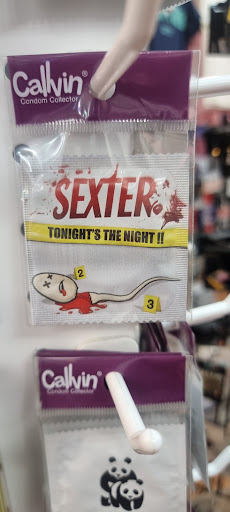 Callvin®
Condom Collector
SEXTER
TONIGHT'S THE NIGHT !!
2
3
Callvin®
Condom Collector